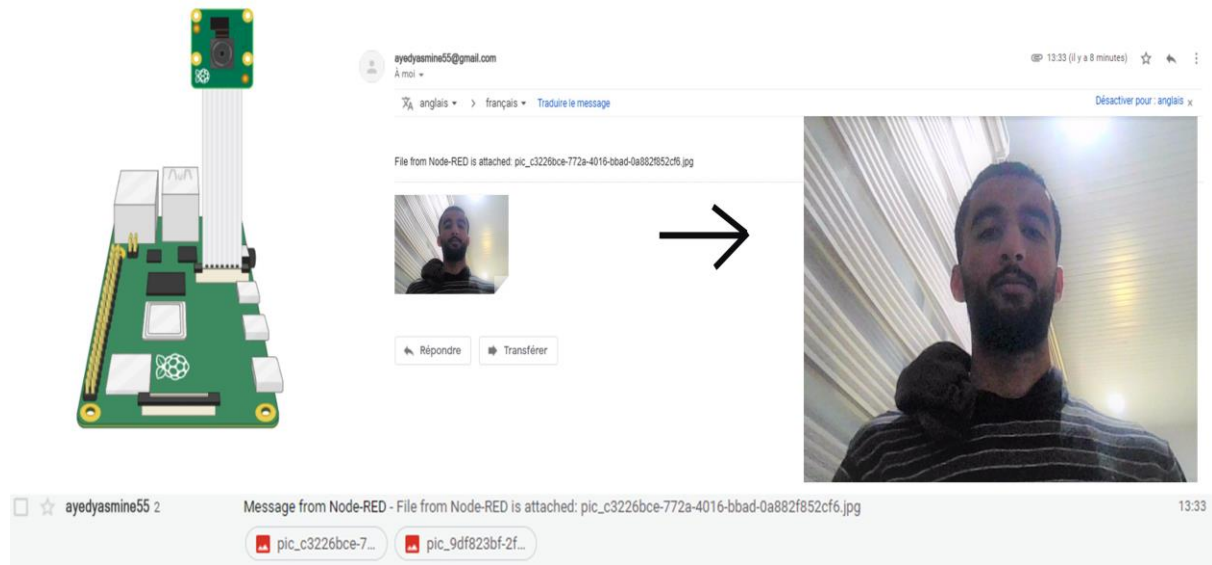 ayedyasmine55@gmail.com
13:33 (il y a 8 minutes)
À moi
anglais > français Traduire le message
Désactiver pour : anglais x
File from Node-RED is attached: pic_c3226bce-772a-4016-bbad-0a882f852cf6.jpg
Répondre Transférer
ayedyasmine55 2 Message from Node-RED - File from Node-RED is attached: pic_c3226bce-772a-4016-bbad-0a882f852cf6.jpg 13:33
pic_c3226bce-7... pic_9df823bf-2f...